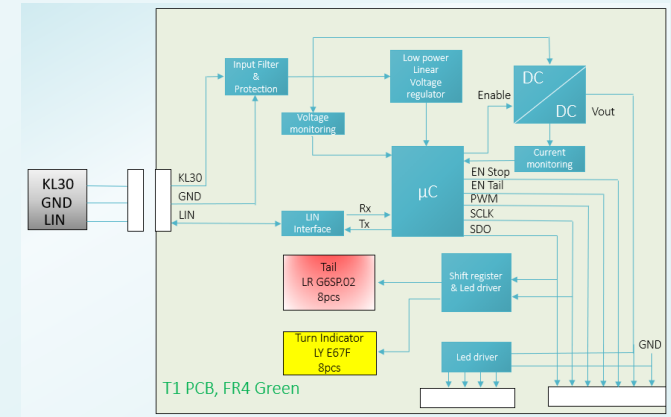 Input Filter
&
Protection
Low power
Linear
Voltage
regulator
DC
DC
Enable
Vout
Voltage
monitoring
Current
monitoring
KL30
GND
LIN
KL30
GND
LIN
μC
EN Stop
EN Tail
PWM
SCLK
SDO
LIN
Interface
Rx
Tx
Tail
LR G6SP.02
8pcs
Shift register
& Led driver
Turn Indicator
LY E67F
8pcs
Led driver
GND
T1 PCB, FR4 Green